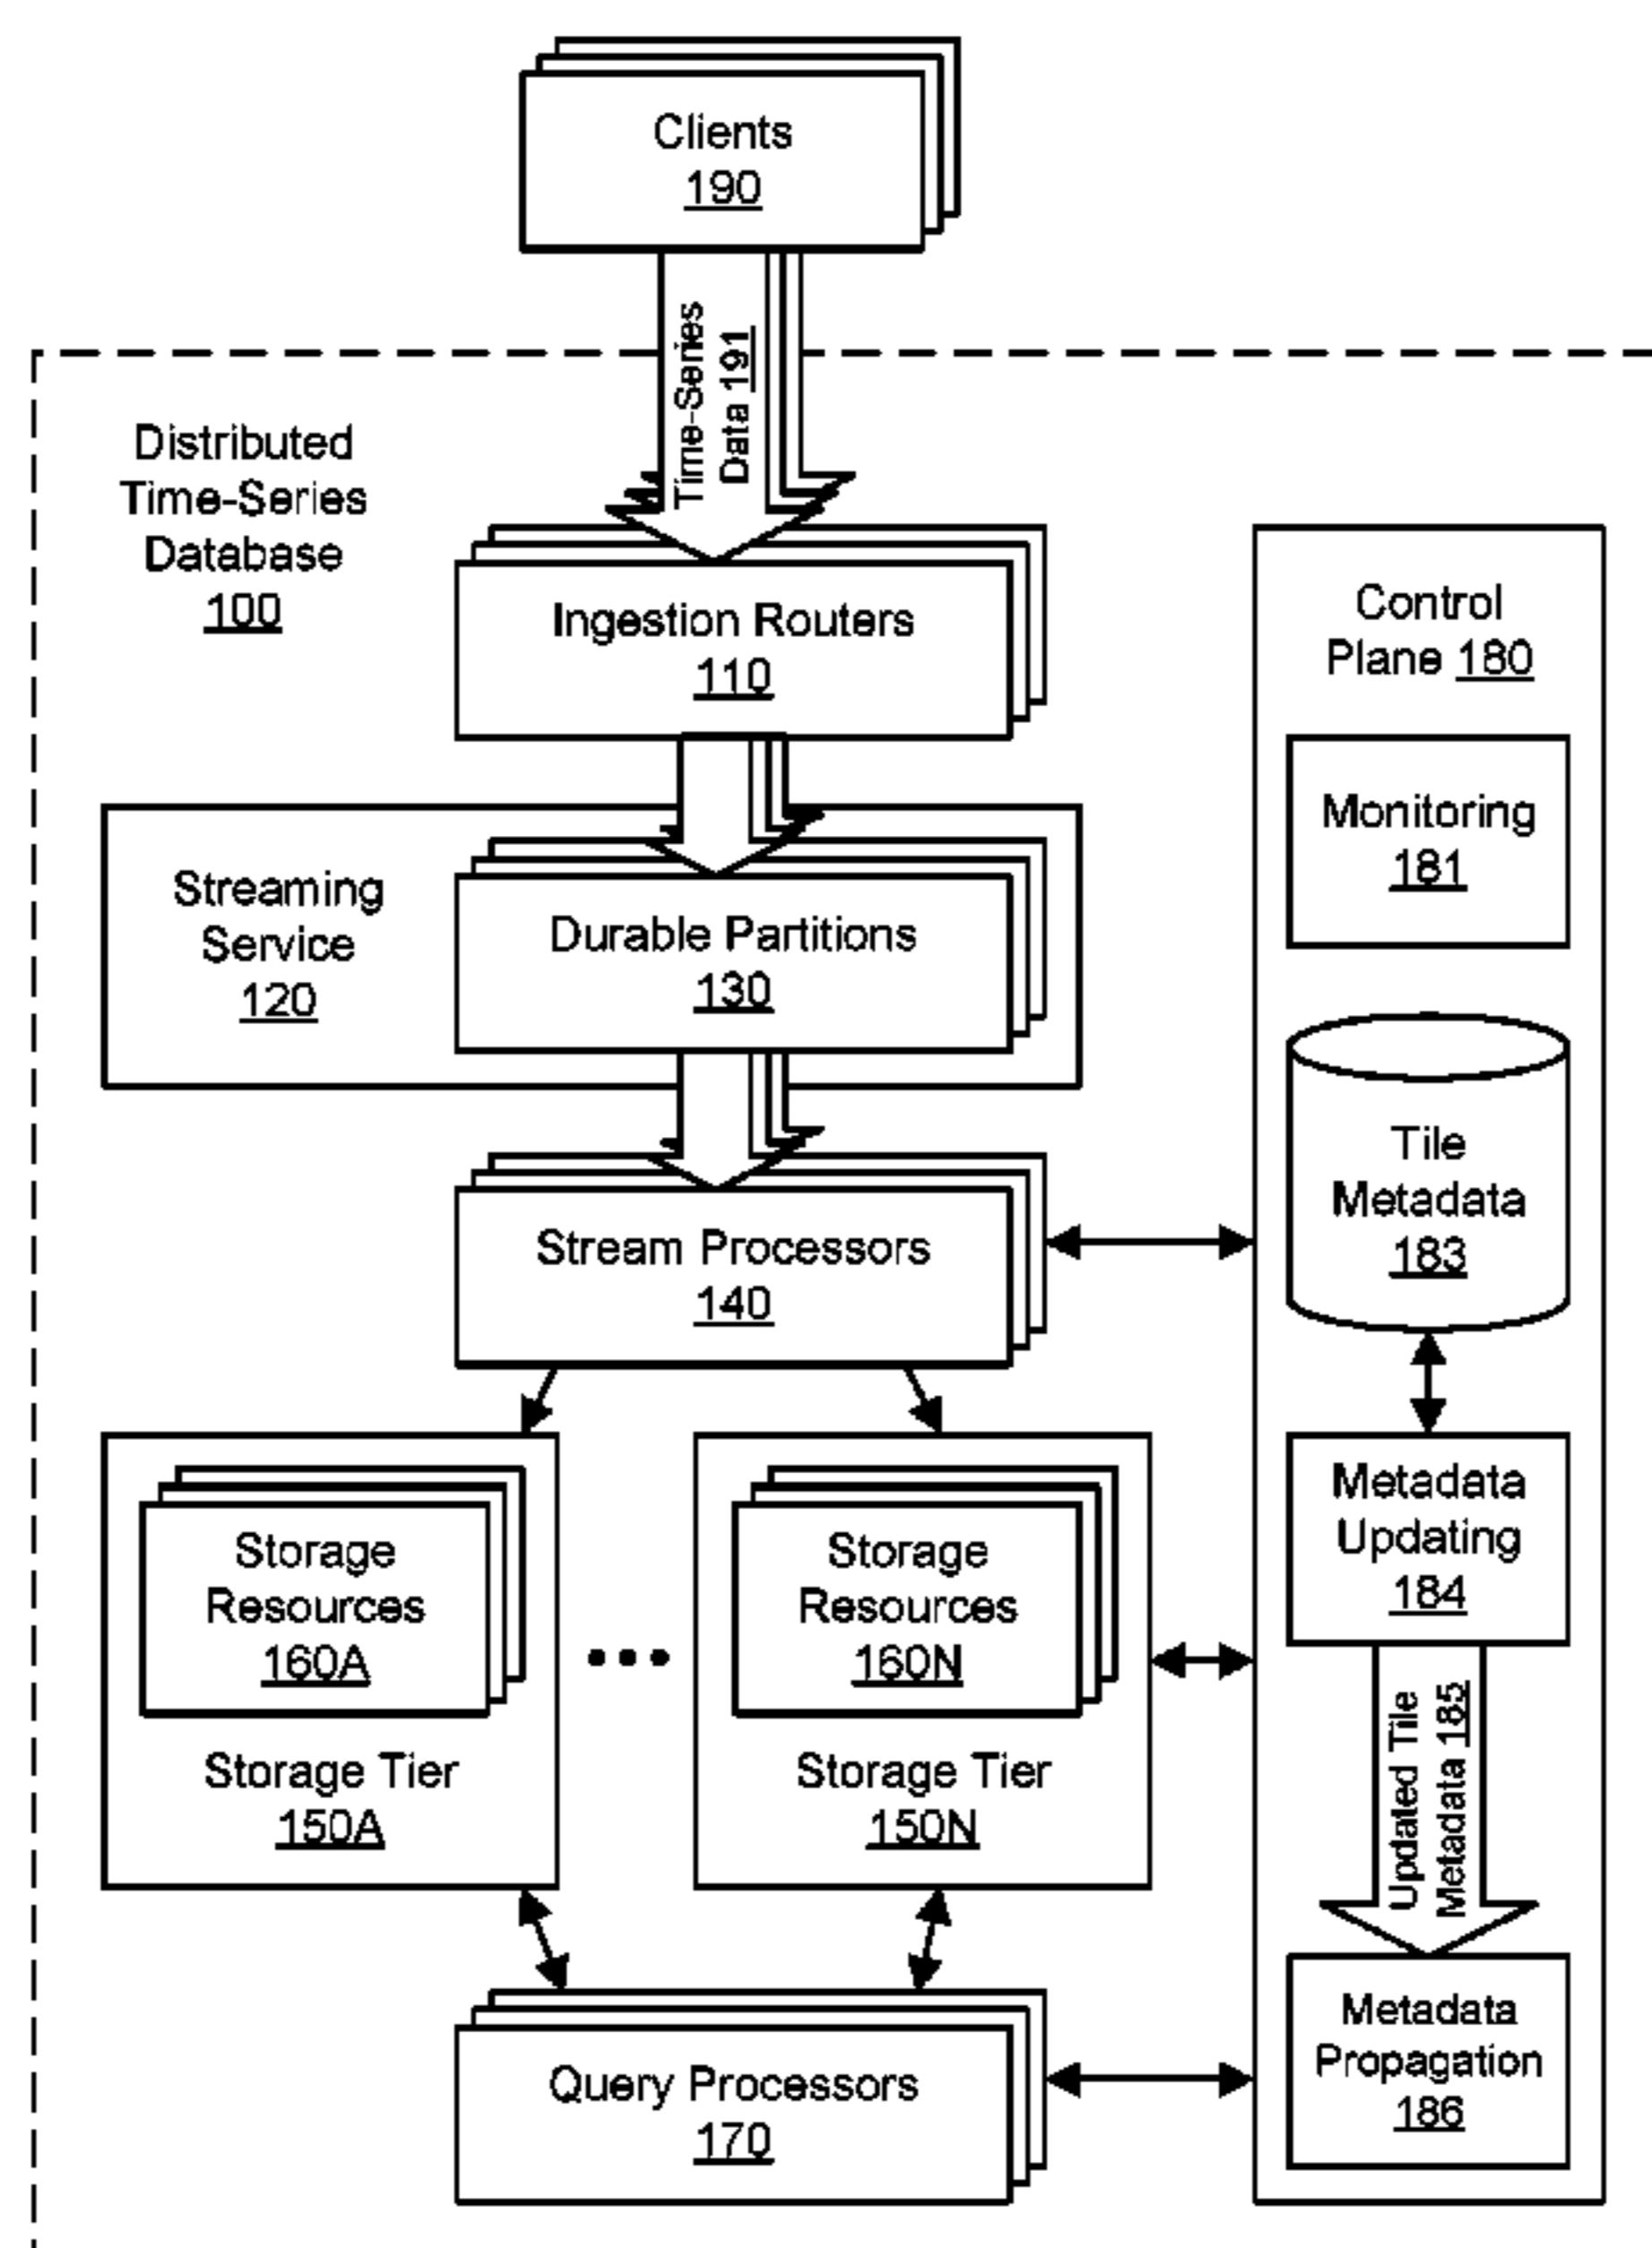 Clients
190
Time-Series
Data 191
Distributed
Time-Series
Database
100
Ingestion Routers
110
Control
Plane 180
Monitoring
181
Streaming
Service
120
Durable Partitions
130
Tile
Metadata
183
Stream Processors
140
Metadata
Updating
184
Storage
Resources
160A
Storage Tier
150A
Storage
Resources
160N
Storage Tier
150N
Updated Tile
Metadata 185
Metadata
Propagation
186
Query Processors
170